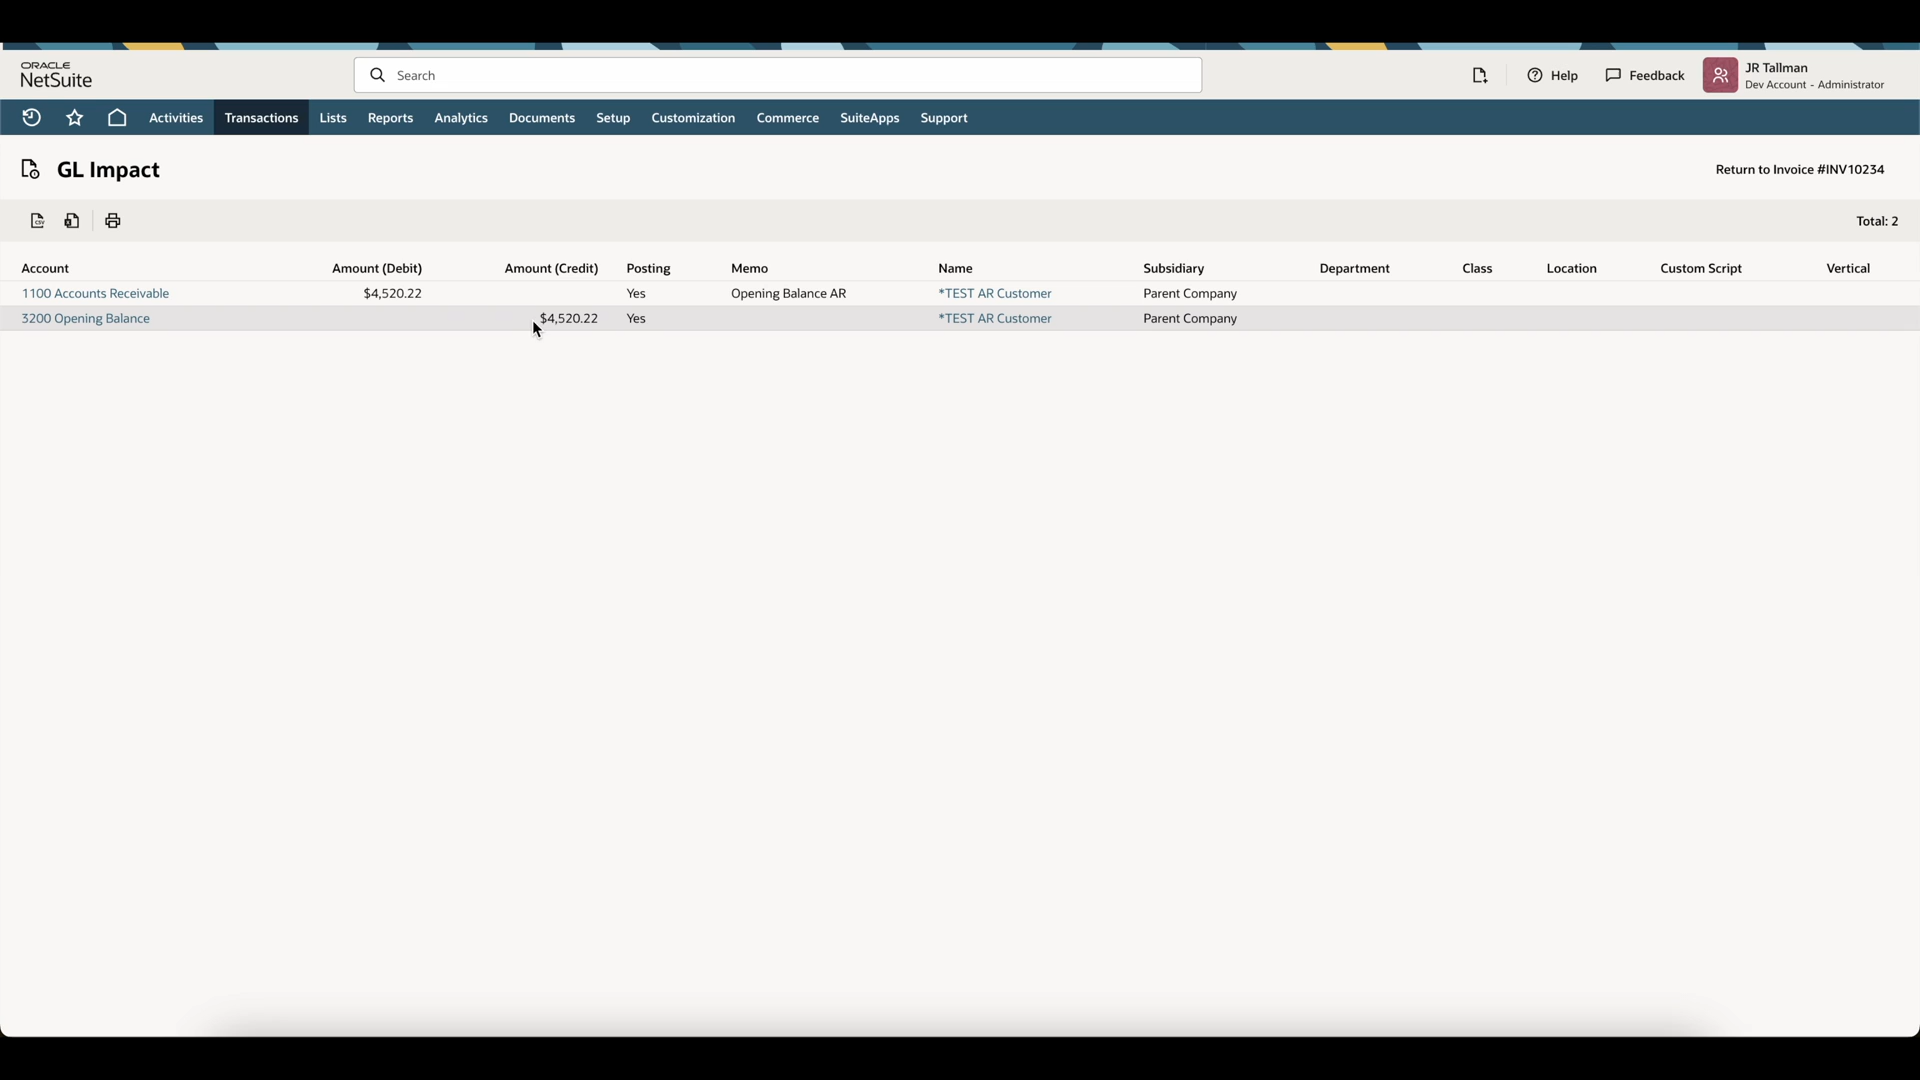 ORACLE
NetSuite
Search
Help
Feedback
JR Tallman
Dev Account - Administrator
Activities Transactions Lists Reports Analytics Documents Setup Customization Commerce SuiteApps Support
GL Impact
Return to Invoice #INV10234
CSV
Total: 2
Account Amount (Debit) Amount (Credit) Posting Memo Name Subsidiary Department Class Location Custom Script Vertical
1100 Accounts Receivable $4,520.22 Yes Opening Balance AR *TEST AR Customer Parent Company
3200 Opening Balance $4,520.22 Yes *TEST AR Customer Parent Company